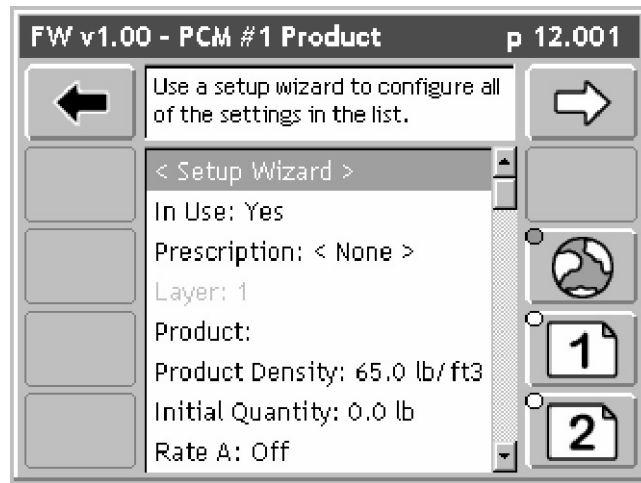 FW v1.00 - PCM #1 Product p 12.001
Use a setup wizard to configure all
of the settings in the list.
< Setup Wizard >
In Use: Yes
Prescription: < None >
Layer: 1
Product:
Product Density: 65.0 lb/ft3
Initial Quantity: 0.0 lb
Rate A: Off
1
2